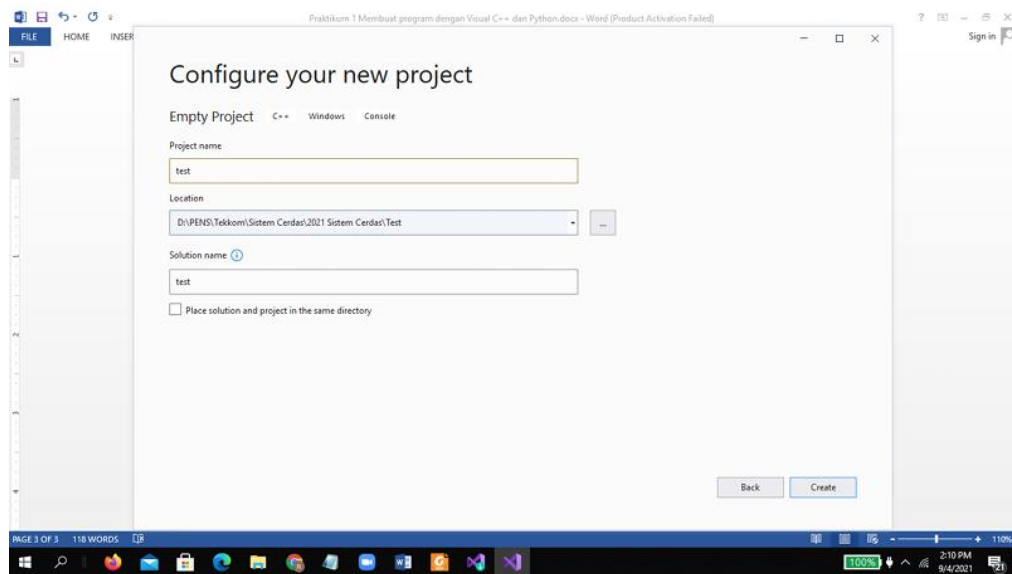 Praktikum 1 Membuat program dengan Visual C++ dan Python.docx - Word (Product Activation Failed)
FILE HOME INSER
Sign in
Configure your new project
Empty Project C++ Windows Console
Project name
test
Location
D:\PENS\Tekkom\Sistem Cerdas\2021 Sistem Cerdas\Test
...
Solution name
test
Place solution and project in the same directory
Back Create
PAGE 3 OF 3 118 WORDS
110%
100%
2:10 PM
9/4/2021
21